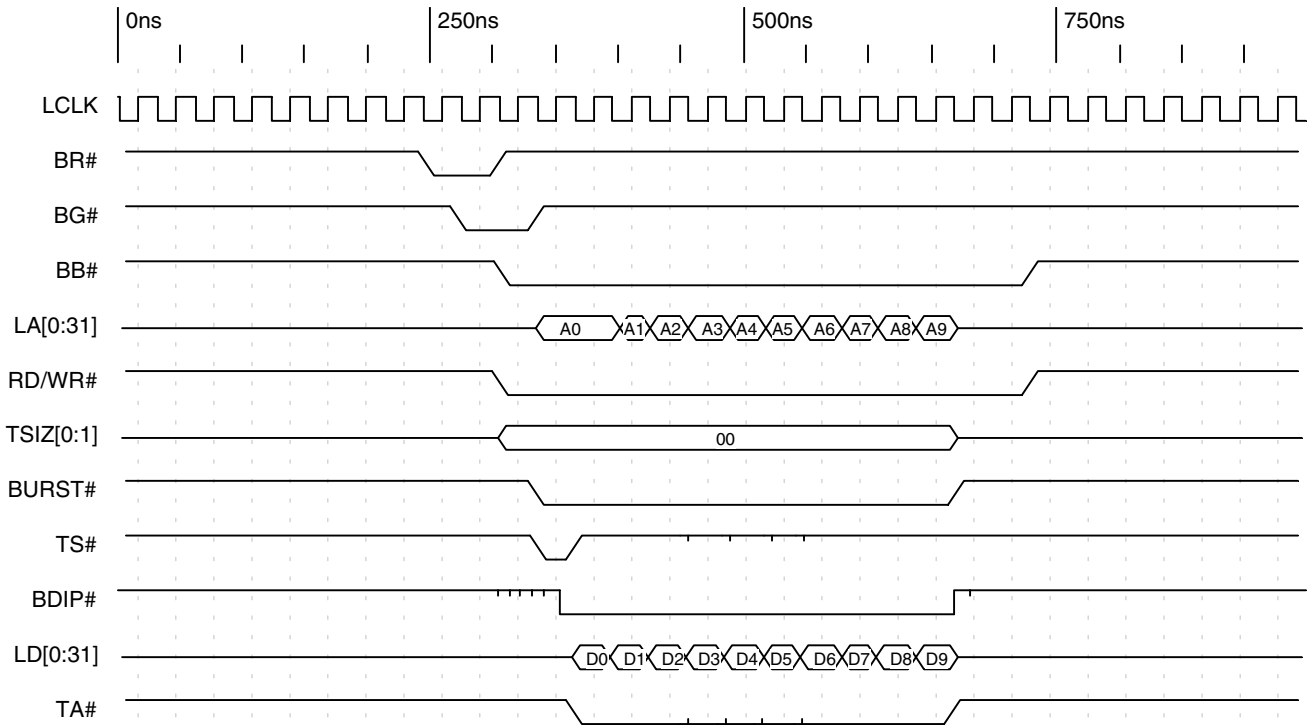 0ns 250ns 500ns 750ns
LCLK
BR#
BG#
BB#
LA[0:31] A0 A1 A2 A3 A4 A5 A6 A7 A8 A9
RD/WR#
TSIZ[0:1] 00
BURST#
TS#
BDIP#
LD[0:31] D0 D1 D2 D3 D4 D5 D6 D7 D8 D9
TA#